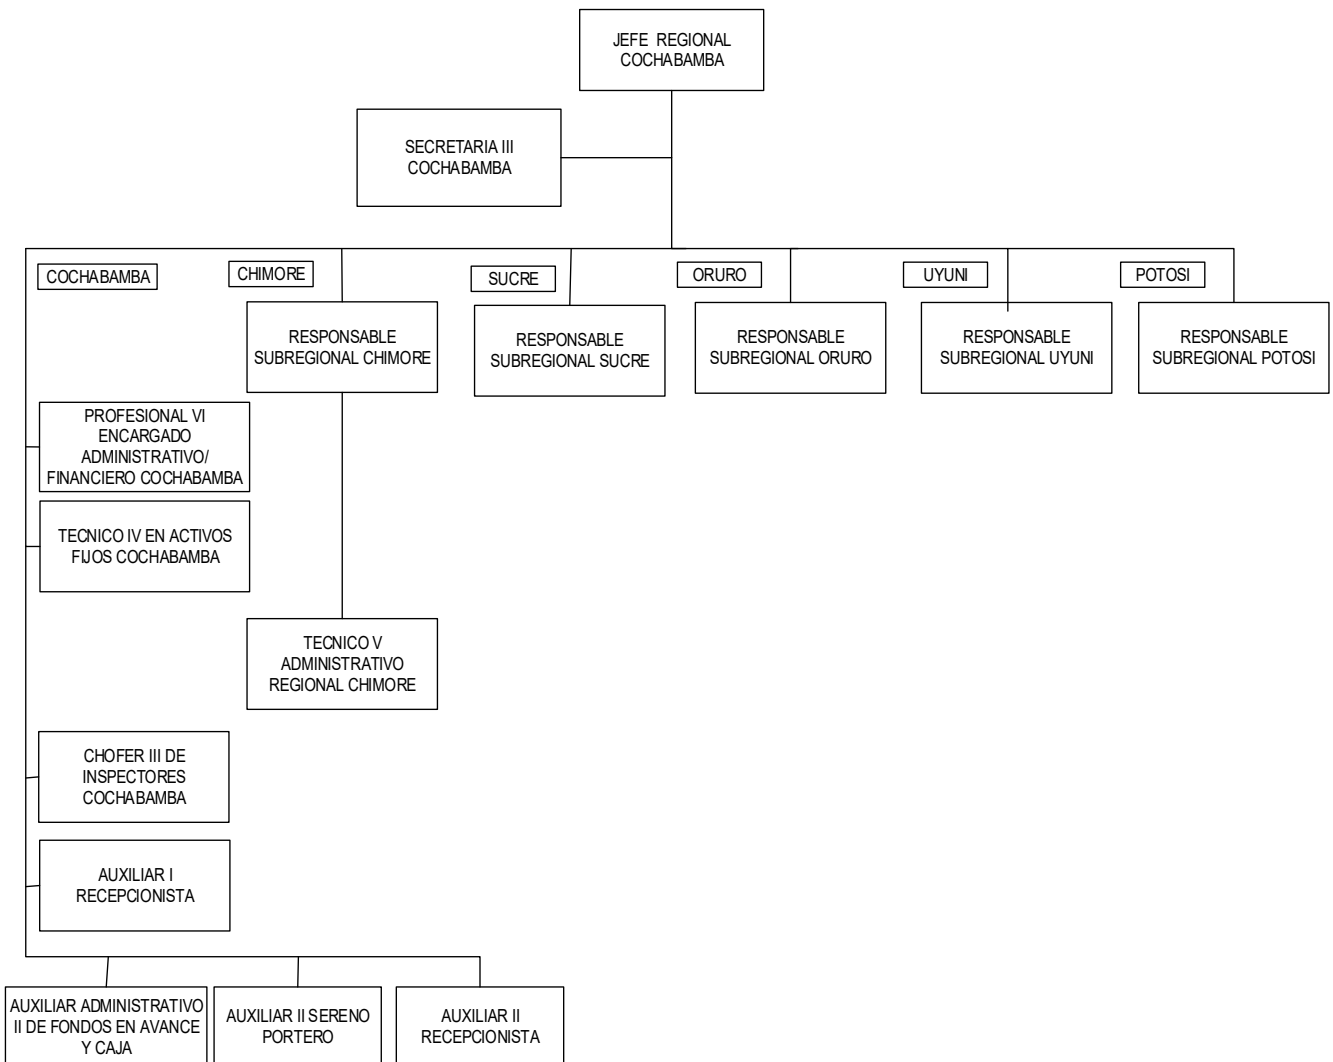 JEFE REGIONAL
COCHABAMBA
SECRETARIA III
COCHABAMBA
COCHABAMBA
CHIMORE
SUCRE
ORURO
UYUNI
POTOSI
RESPONSABLE
SUBREGIONAL CHIMORE
RESPONSABLE
SUBREGIONAL SUCRE
RESPONSABLE
SUBREGIONAL ORURO
RESPONSABLE
SUBREGIONAL UYUNI
RESPONSABLE
SUBREGIONAL POTOSI
PROFESIONAL VI
ENCARGADO
ADMINISTRATIVO/
FINANCIERO COCHABAMBA
TECNICO IV EN ACTIVOS
FIJOS COCHABAMBA
TECNICO V
ADMINISTRATIVO
REGIONAL CHIMORE
CHOFER III DE
INSPECTORES
COCHABAMBA
AUXILIAR I
RECEPCIONISTA
AUXILIAR ADMINISTRATIVO
II DE FONDOS EN AVANCE
Y CAJA
AUXILIAR II SERENO
PORTERO
AUXILIAR II
RECEPCIONISTA